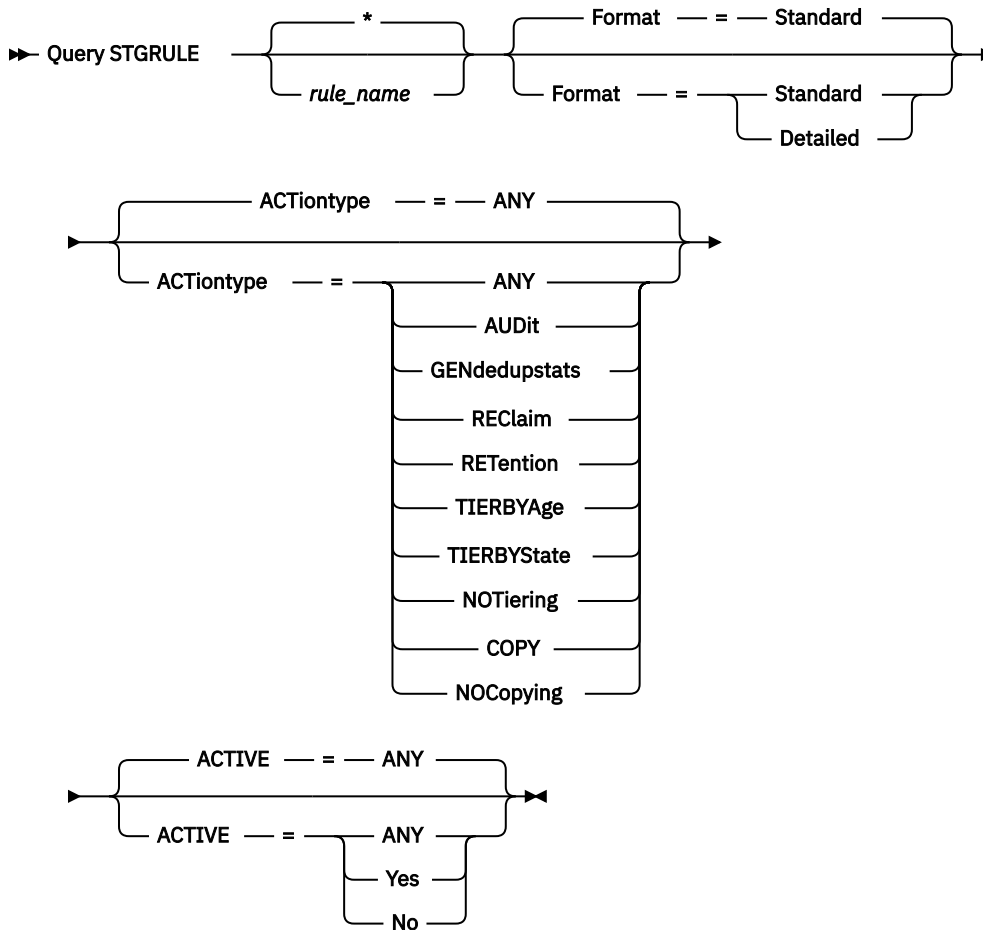 * Format = Standard
Query STGRULE
rule_name Format = Standard
Detailed
ACTiontype = ANY
ACTiontype = ANY
AUDit
GENdedupstats
REClaim
RETention
TIERBYAge
TIERBYState
NOTiering
COPY
NOCopying
ACTIVE = ANY
ACTIVE = ANY
Yes
No